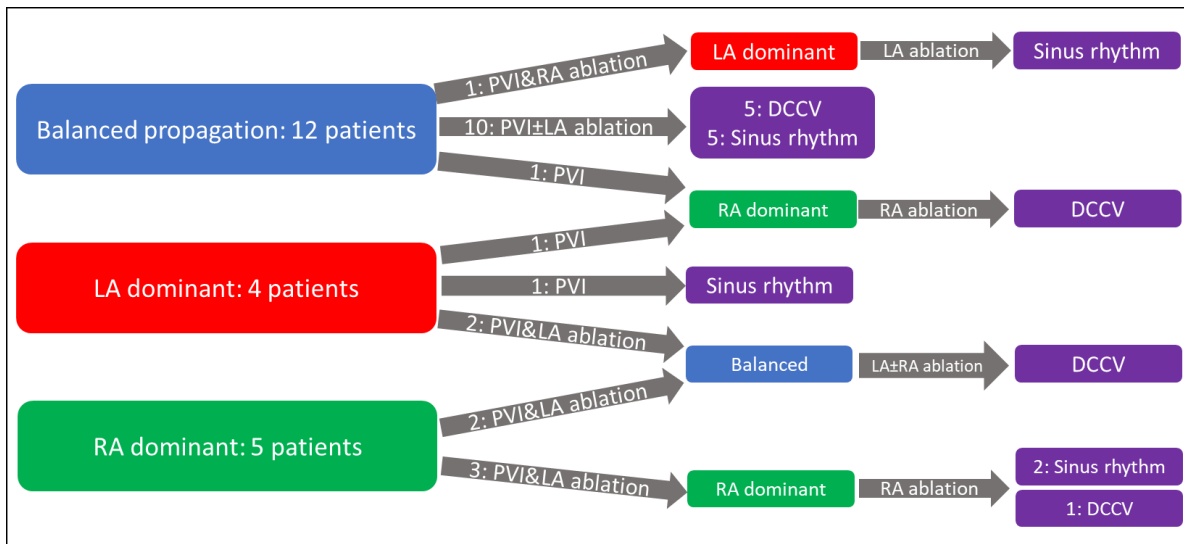 1: PVI&RA ablation
LA dominant
LA ablation
Sinus rhythm
Balanced propagation: 12 patients
10: PVI±LA ablation
5: DCCV
5: Sinus rhythm
1: PVI
RA dominant
RA ablation
DCCV
1: PVI
LA dominant: 4 patients
1: PVI
Sinus rhythm
2: PVI&LA ablation
Balanced
LA±RA ablation
DCCV
2: PVI&LA ablation
RA dominant: 5 patients
3: PVI&LA ablation
RA dominant
RA ablation
2: Sinus rhythm
1: DCCV